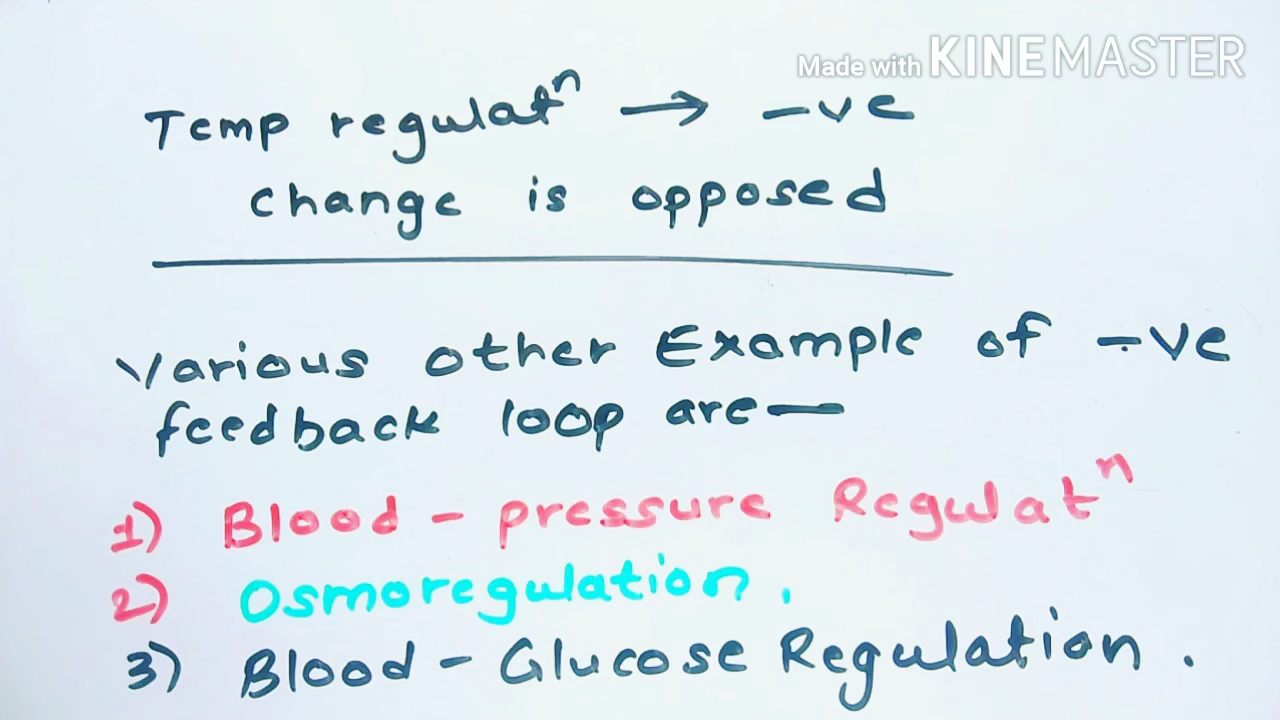 Made with KINEMASTER
Temp regulatⁿ → -ve
change is opposed
Various other Example of -ve
feedback loop are —
1) Blood - pressure Regulatⁿ
2) Osmoregulation.
3) Blood - Glucose Regulation.